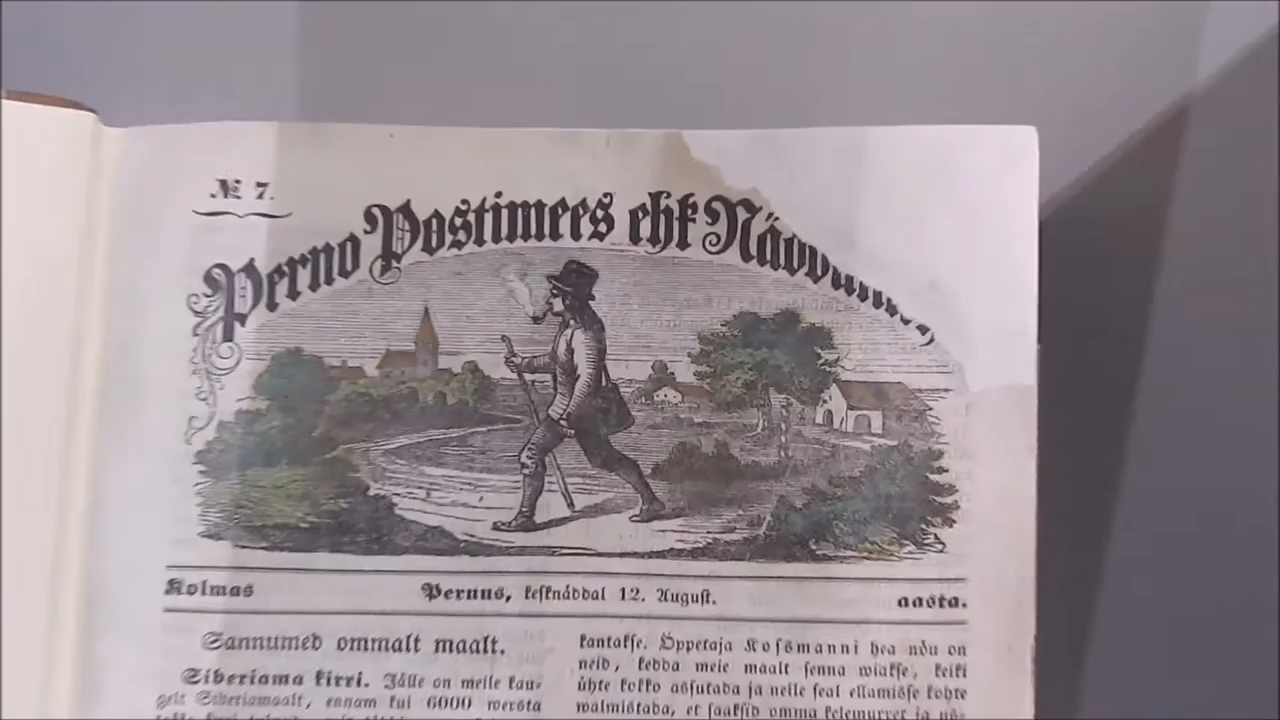 № 7.
Perno Postimees ehk Näddal
Kolmas Pernus, kesknäddal 12. August. aasta.
Sannumed ommalt maalt.
Siberiama kirri. Jälle on meile kau-
gelt Siberiamaalt, ennam kui 6000 wersta
kantakse. Öppetaja Kossmanni hea nõu on
neid, kedda meie maalt senna wiakse, keiki
ühte kokko assutada ja neile seal ellamisse kohte
walmistada, et saaksid omma kelemurret ja